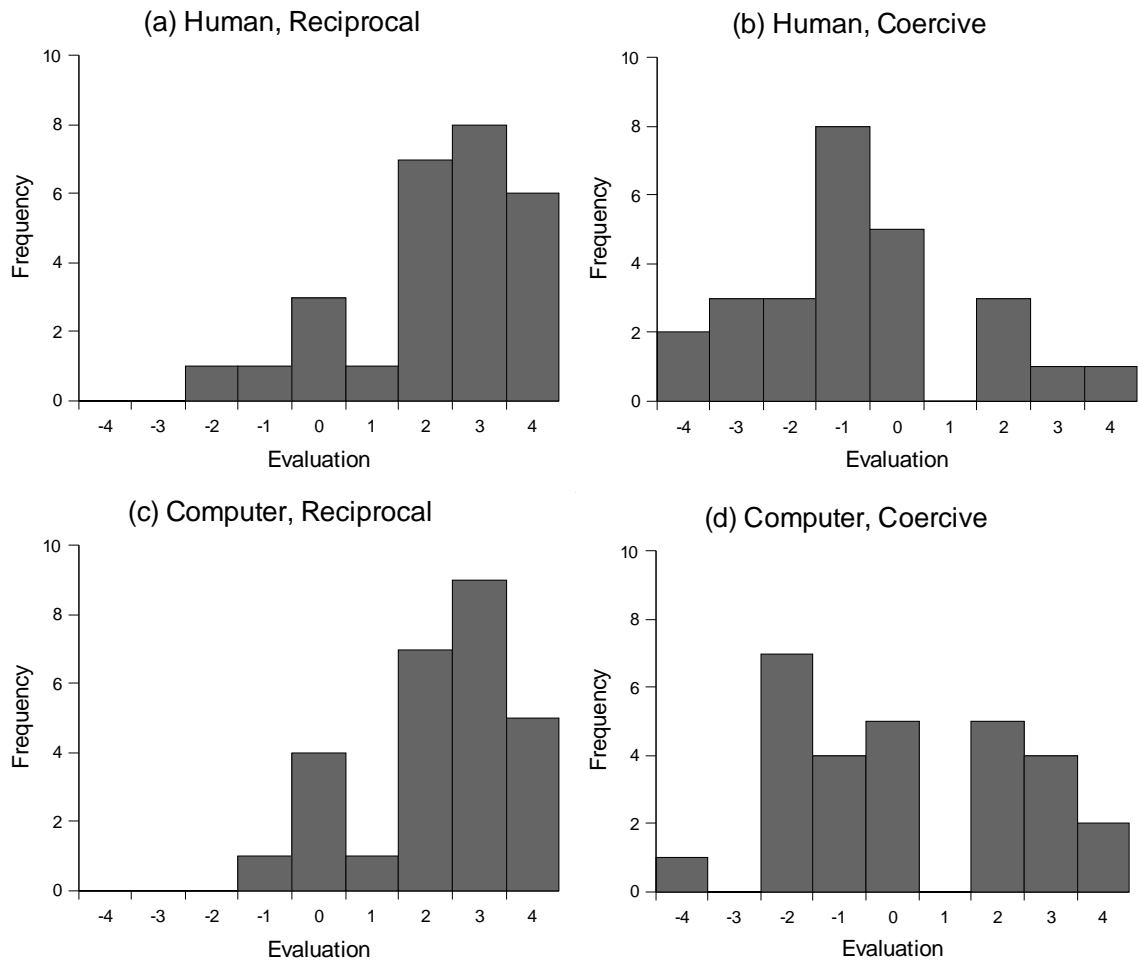 (a) Human, Reciprocal
10
8
6
4
2
0
Frequency
-4 -3 -2 -1 0 1 2 3 4
Evaluation
(b) Human, Coercive
10
8
6
4
2
0
Frequency
-4 -3 -2 -1 0 1 2 3 4
Evaluation
(c) Computer, Reciprocal
10
8
6
4
2
0
Frequency
-4 -3 -2 -1 0 1 2 3 4
Evaluation
(d) Computer, Coercive
10
8
6
4
2
0
Frequency
-4 -3 -2 -1 0 1 2 3 4
Evaluation